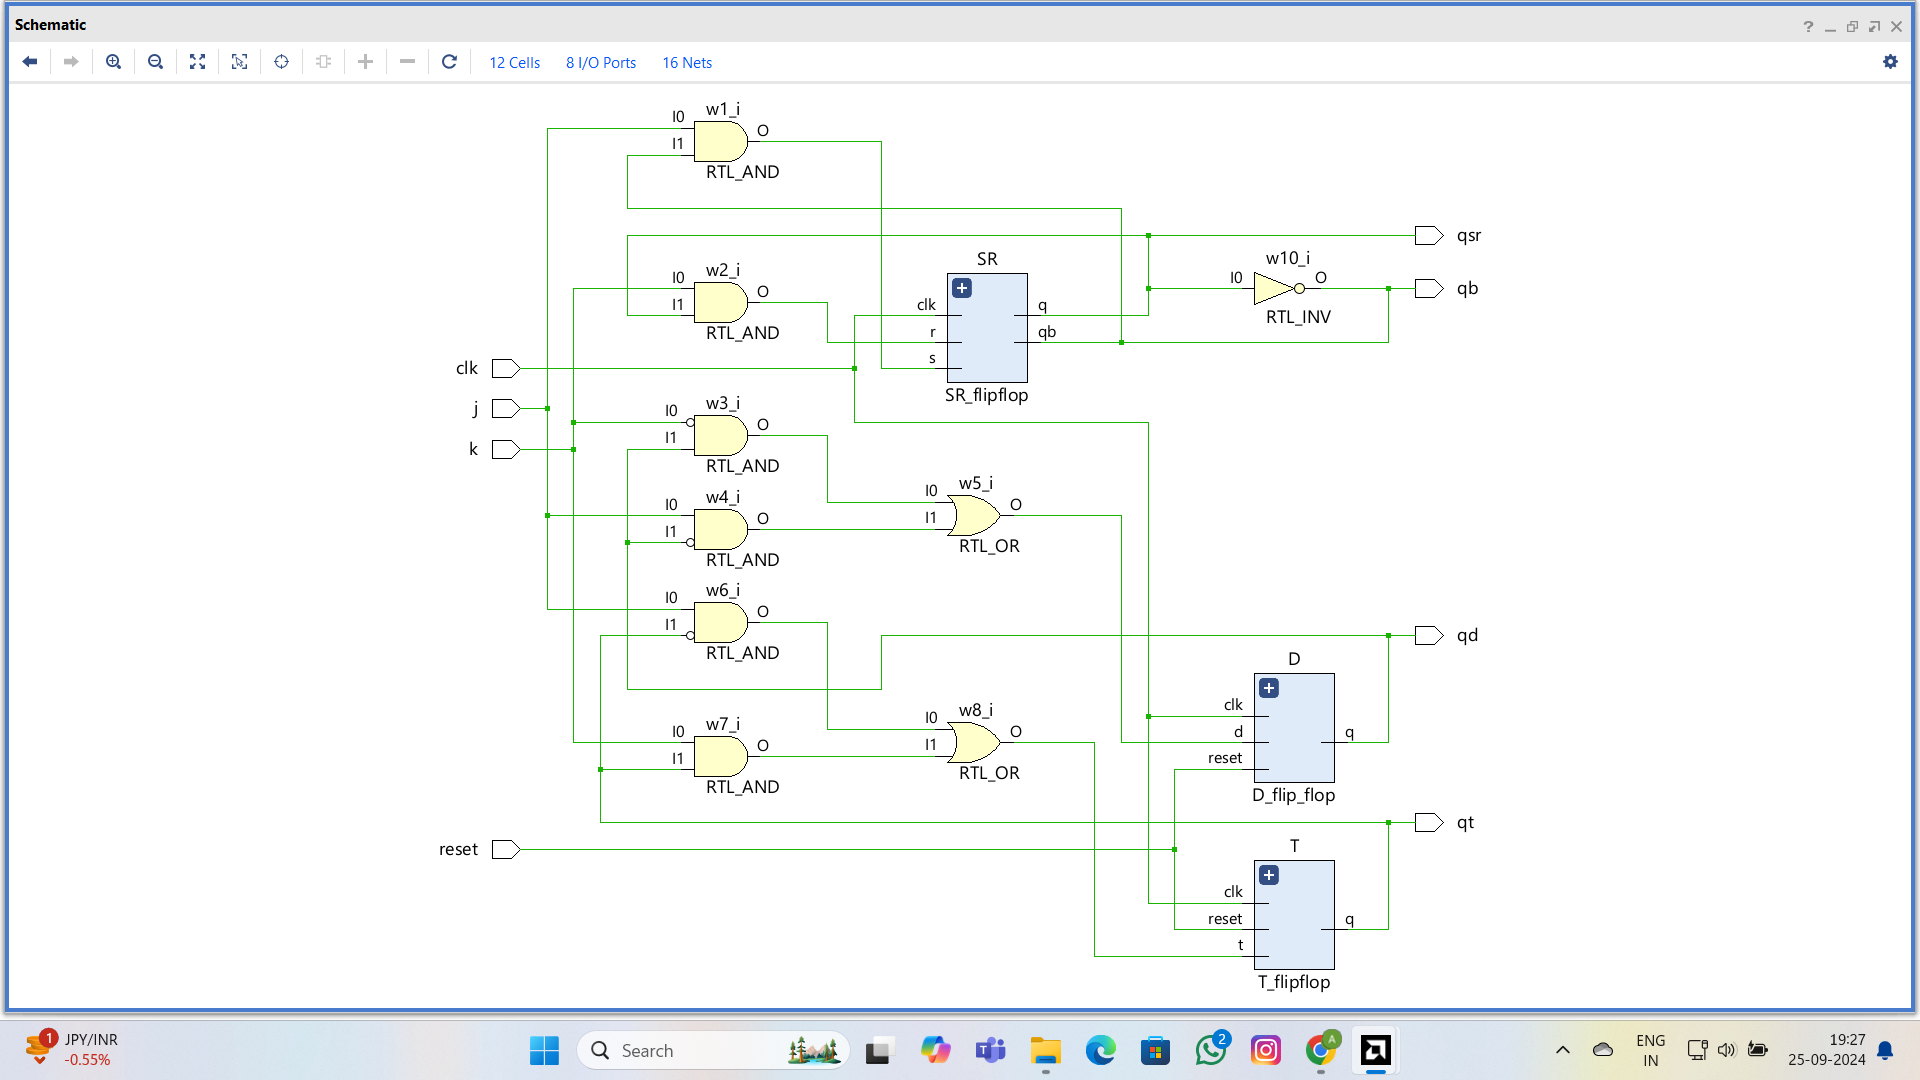 Schematic
12 Cells
8 I/O Ports
16 Nets
w1_i
I0
I1
O
RTL_AND
qsr
SR
w10_i
w2_i
I0
I1
O
RTL_AND
I0
O
qb
RTL_INV
clk
r
s
q
qb
SR_flipflop
clk
j
k
w3_i
I0
I1
O
RTL_AND
w4_i
I0
I1
O
RTL_AND
w5_i
I0
I1
O
RTL_OR
w6_i
I0
I1
O
RTL_AND
qd
D
clk
d
reset
q
D_flip_flop
w7_i
I0
I1
O
RTL_AND
w8_i
I0
I1
O
RTL_OR
qt
reset
T
clk
reset
t
q
T_flipflop
1
JPY/INR
-0.55%
Search
2
A
ENG
IN
19:27
25-09-2024